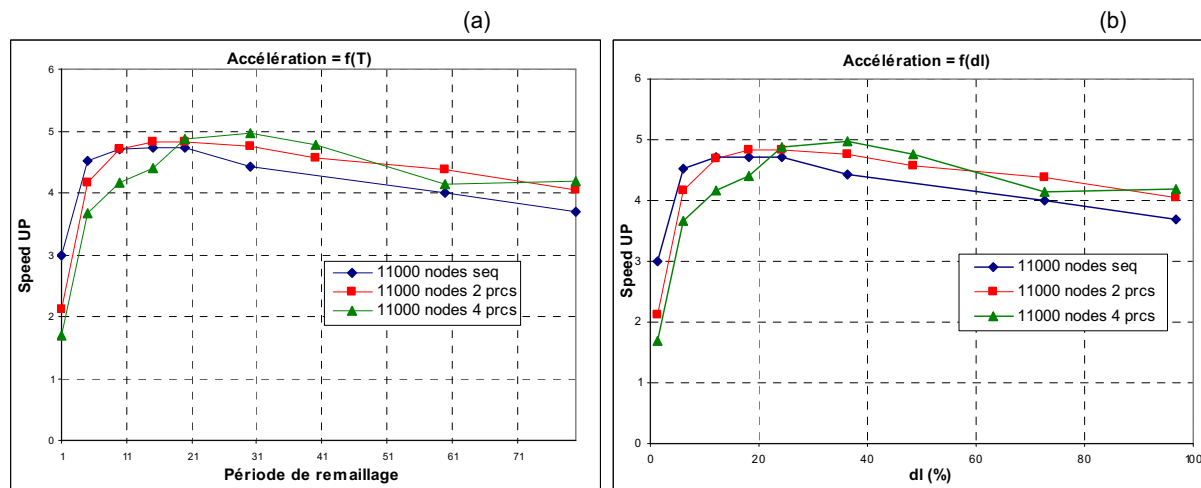 (a)
Accélération = f(T)
6
5
4
3
2
1
0
Speed UP
11000 nodes seq
11000 nodes 2 prcs
11000 nodes 4 prcs
1 11 21 31 41 51 61 71
Période de remaillage
(b)
Accélération = f(dl)
6
5
4
3
2
1
0
Speed UP
11000 nodes seq
11000 nodes 2 prcs
11000 nodes 4 prcs
0 20 40 60 80 100
dl (%)